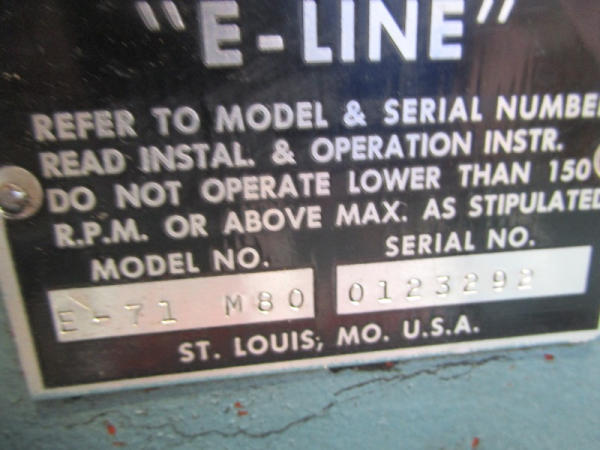 "E-LINE"
REFER TO MODEL & SERIAL NUMBE
READ INSTAL. & OPERATION INSTR.
DO NOT OPERATE LOWER THAN 150
R.P.M. OR ABOVE MAX. AS STIPULATED
MODEL NO. SERIAL NO.
E-71 M80 0123292
ST. LOUIS, MO. U.S.A.